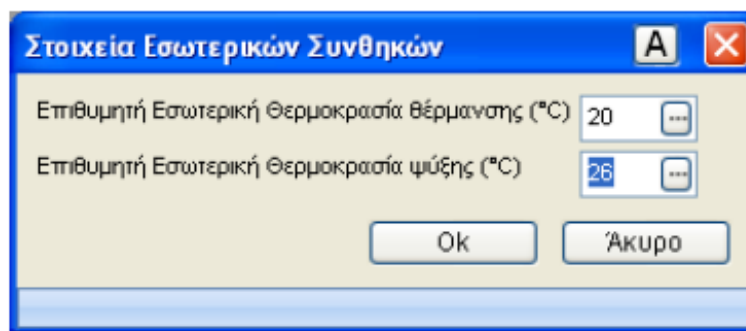 Στοιχεία Εσωτερικών Συνθηκών A
Επιθυμητή Εσωτερική Θερμοκρασία θέρμανσης (°C) 20 ...
Επιθυμητή Εσωτερική Θερμοκρασία ψύξης (°C) 26 ...
Ok Άκυρο